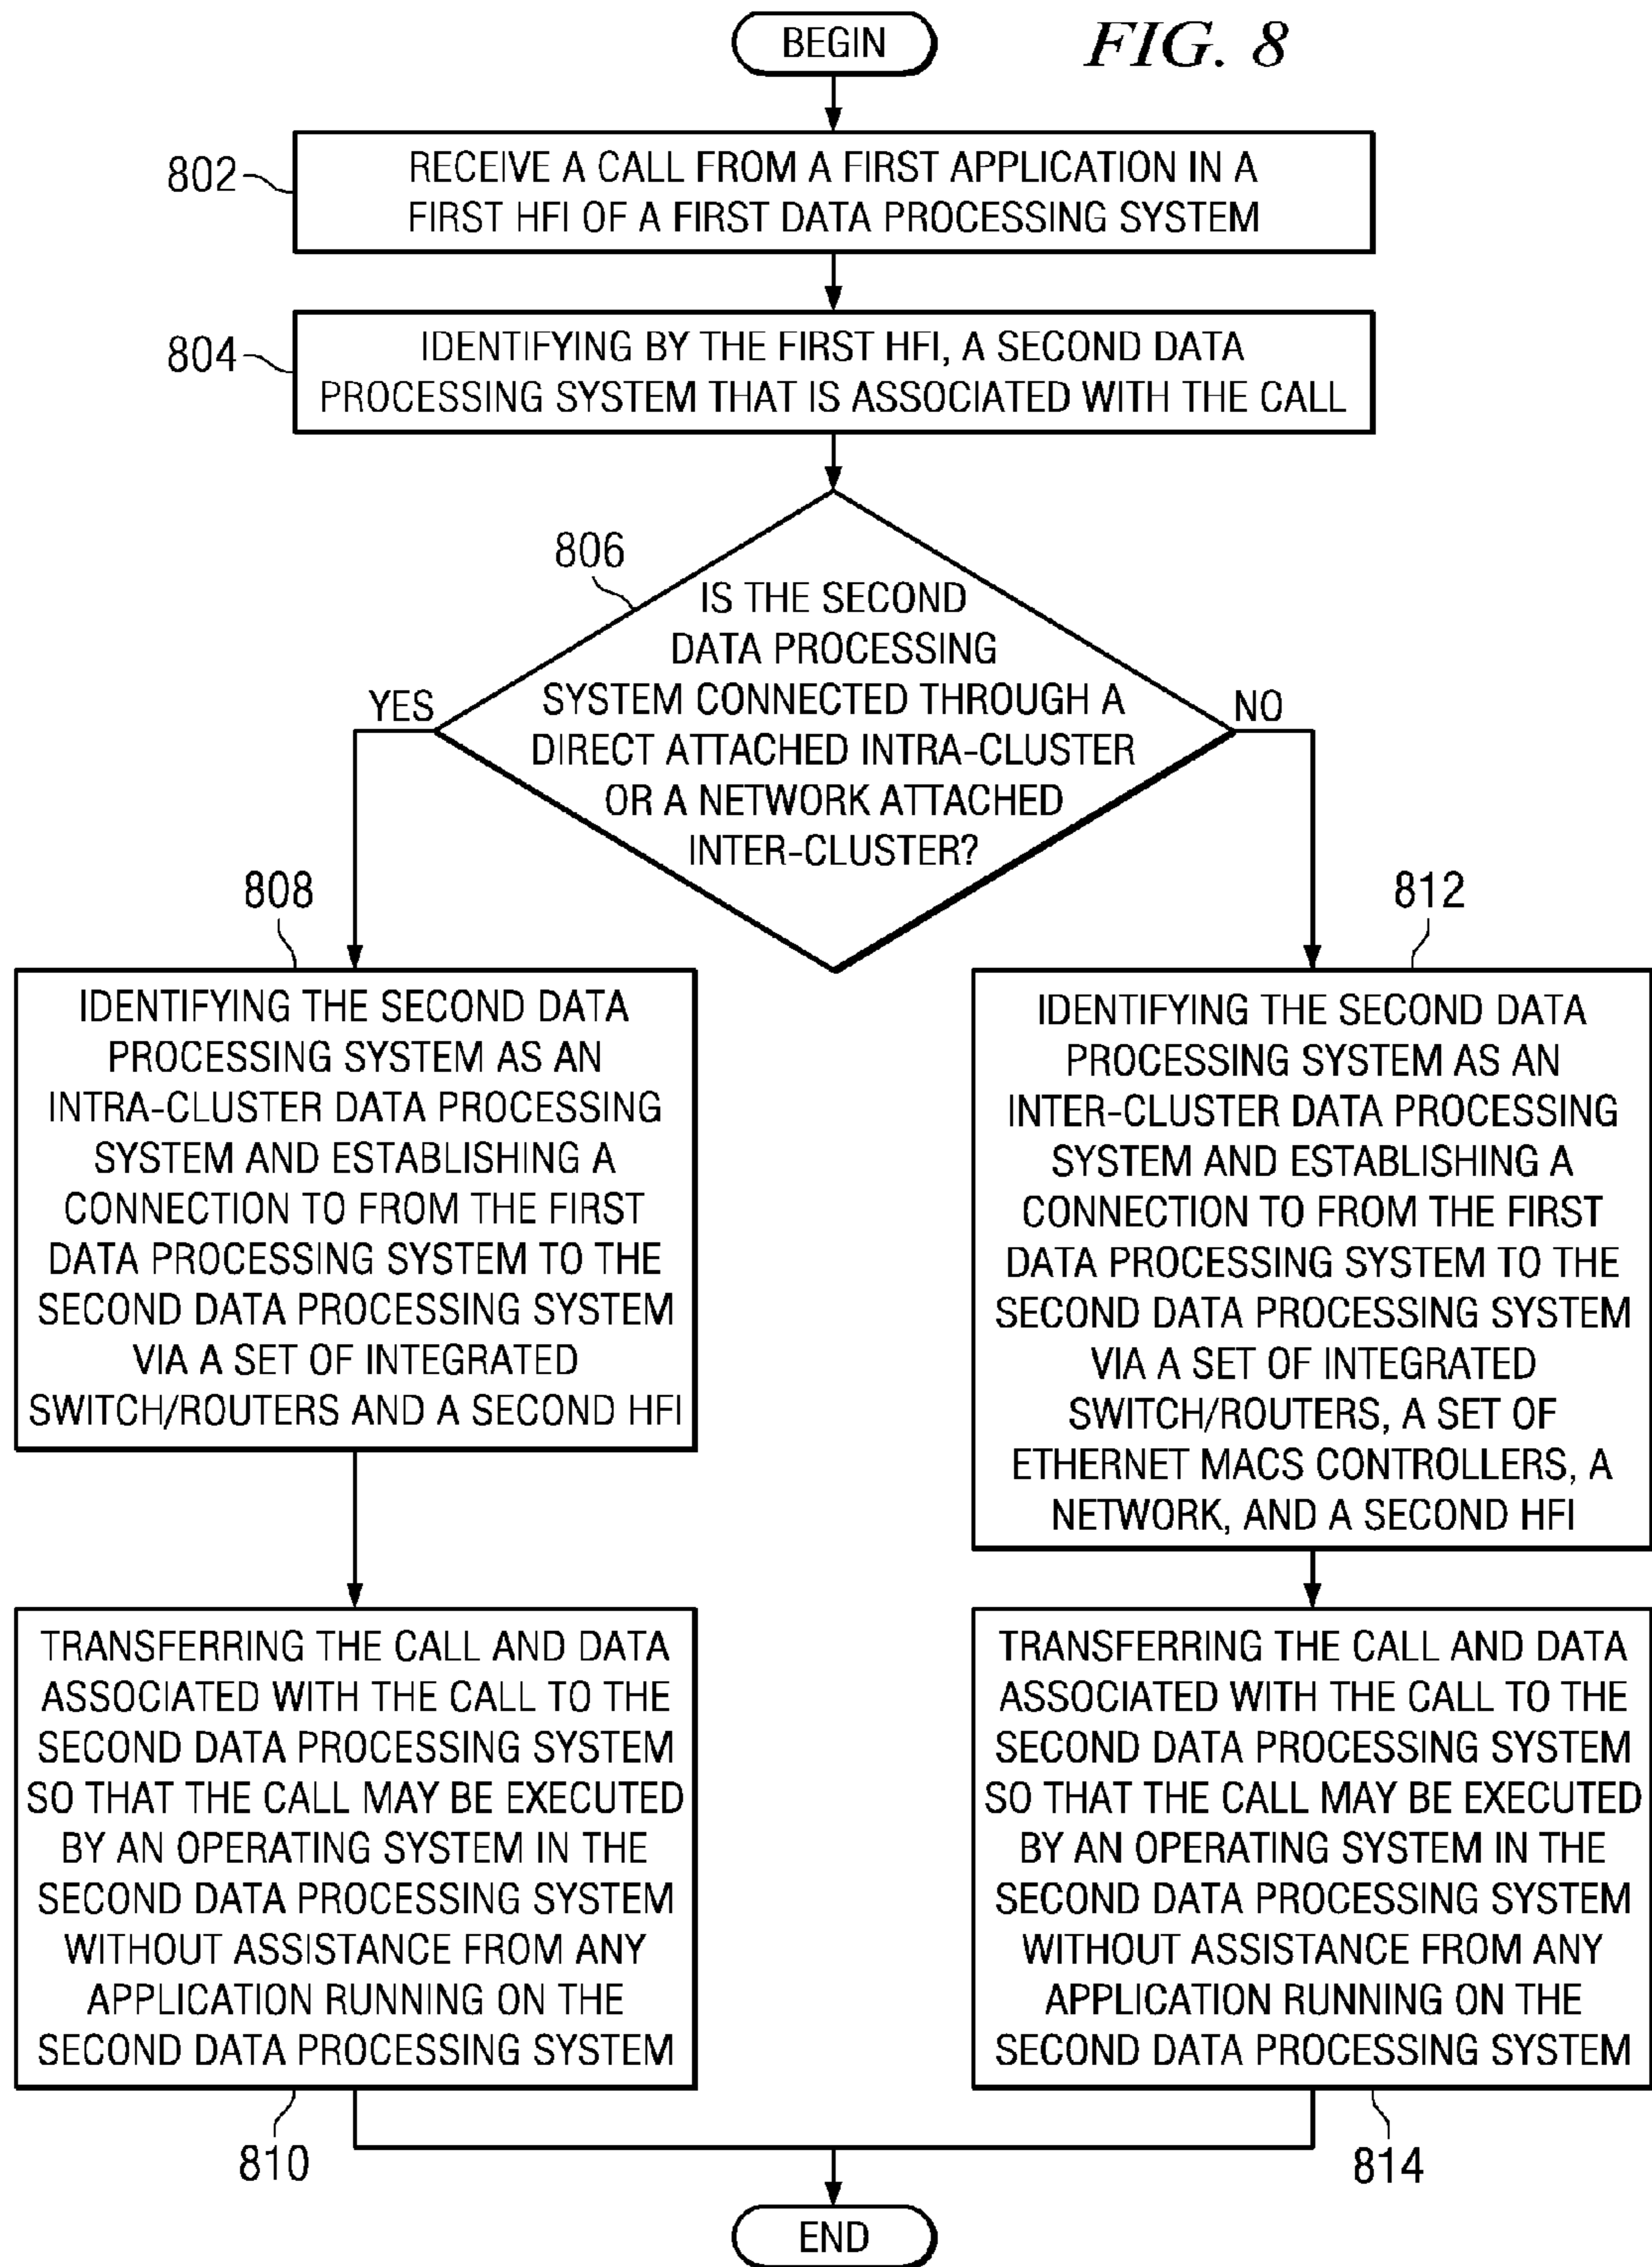 BEGIN
FIG. 8
802
RECEIVE A CALL FROM A FIRST APPLICATION IN A
FIRST HFI OF A FIRST DATA PROCESSING SYSTEM
804
IDENTIFYING BY THE FIRST HFI, A SECOND DATA
PROCESSING SYSTEM THAT IS ASSOCIATED WITH THE CALL
806
IS THE SECOND
DATA PROCESSING
SYSTEM CONNECTED THROUGH A
DIRECT ATTACHED INTRA-CLUSTER
OR A NETWORK ATTACHED
INTER-CLUSTER?
YES
NO
808
IDENTIFYING THE SECOND DATA
PROCESSING SYSTEM AS AN
INTRA-CLUSTER DATA PROCESSING
SYSTEM AND ESTABLISHING A
CONNECTION TO FROM THE FIRST
DATA PROCESSING SYSTEM TO THE
SECOND DATA PROCESSING SYSTEM
VIA A SET OF INTEGRATED
SWITCH/ROUTERS AND A SECOND HFI
812
IDENTIFYING THE SECOND DATA
PROCESSING SYSTEM AS AN
INTER-CLUSTER DATA PROCESSING
SYSTEM AND ESTABLISHING A
CONNECTION TO FROM THE FIRST
DATA PROCESSING SYSTEM TO THE
SECOND DATA PROCESSING SYSTEM
VIA A SET OF INTEGRATED
SWITCH/ROUTERS, A SET OF
ETHERNET MACS CONTROLLERS, A
NETWORK, AND A SECOND HFI
TRANSFERRING THE CALL AND DATA
ASSOCIATED WITH THE CALL TO THE
SECOND DATA PROCESSING SYSTEM
SO THAT THE CALL MAY BE EXECUTED
BY AN OPERATING SYSTEM IN THE
SECOND DATA PROCESSING SYSTEM
WITHOUT ASSISTANCE FROM ANY
APPLICATION RUNNING ON THE
SECOND DATA PROCESSING SYSTEM
810
TRANSFERRING THE CALL AND DATA
ASSOCIATED WITH THE CALL TO THE
SECOND DATA PROCESSING SYSTEM
SO THAT THE CALL MAY BE EXECUTED
BY AN OPERATING SYSTEM IN THE
SECOND DATA PROCESSING SYSTEM
WITHOUT ASSISTANCE FROM ANY
APPLICATION RUNNING ON THE
SECOND DATA PROCESSING SYSTEM
814
END